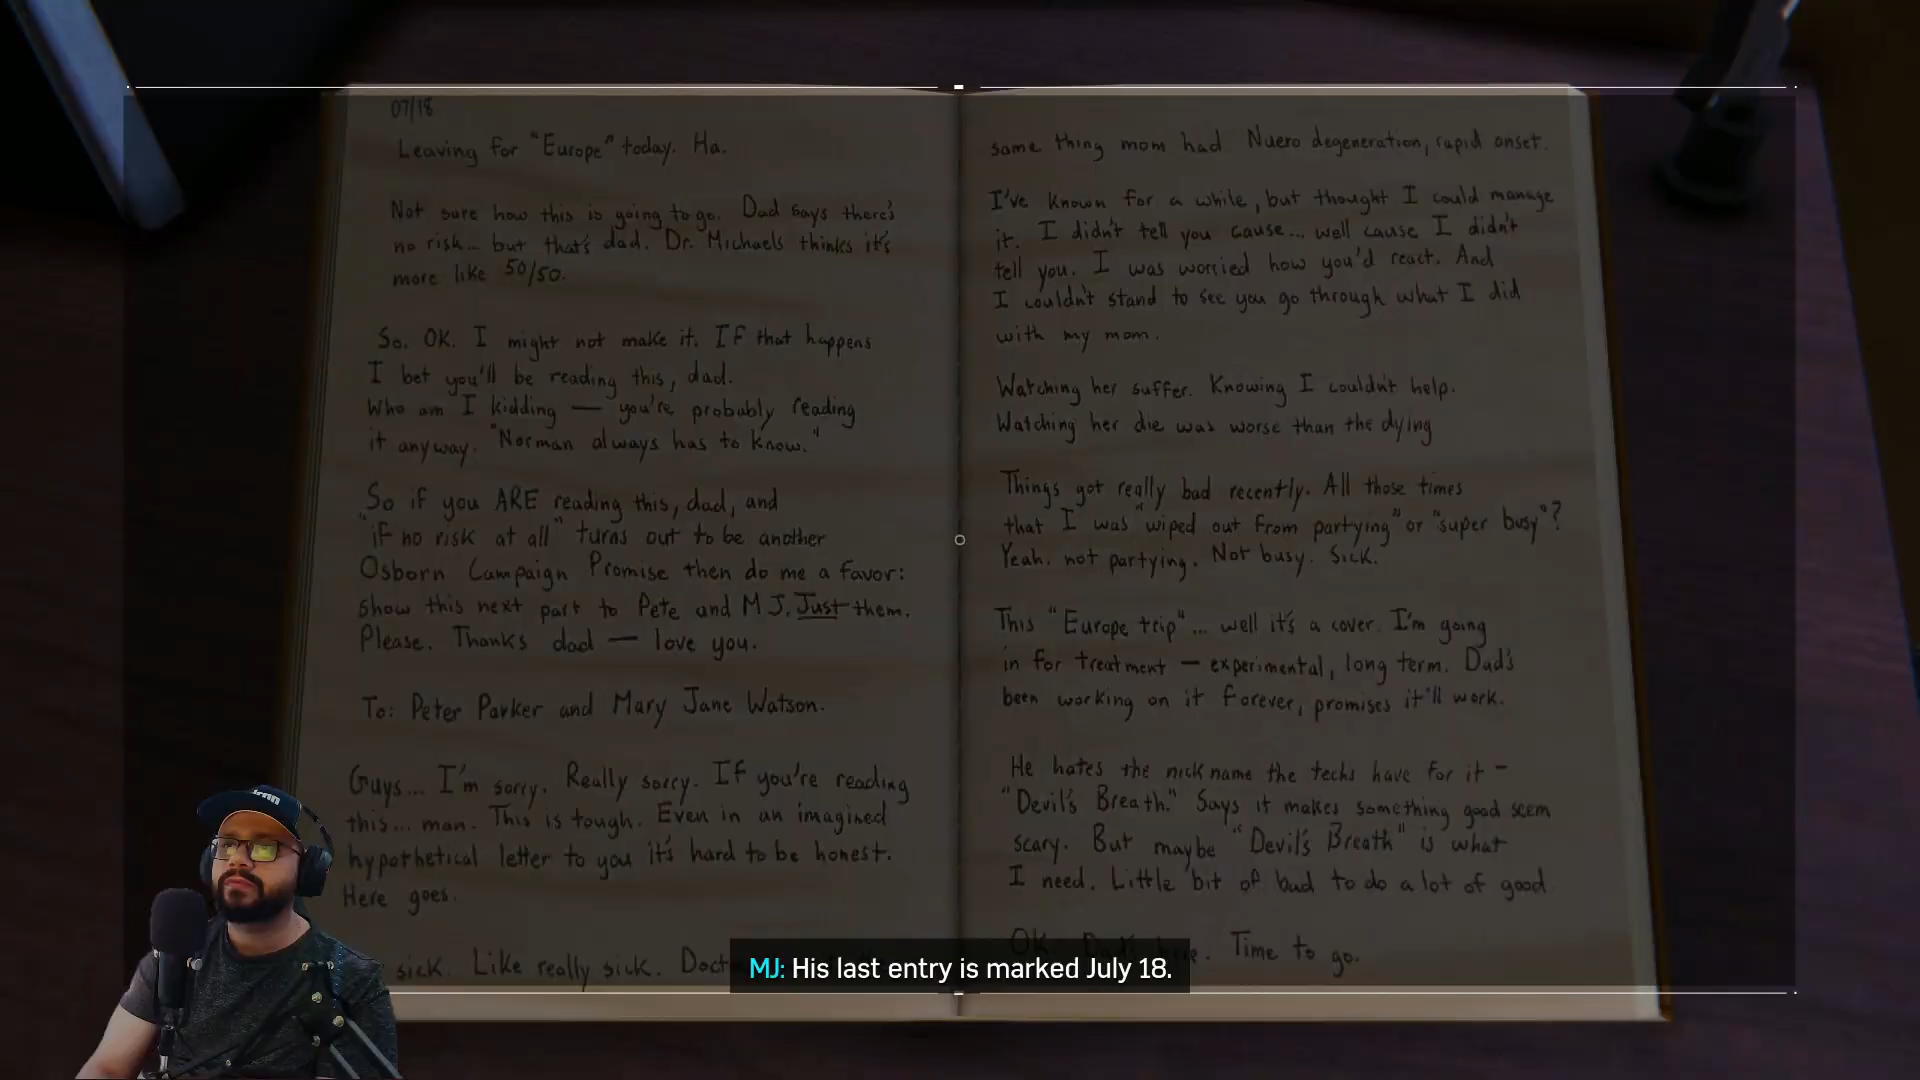 07/18
Leaving for "Europe" today. Ha.
Not sure how this is going to go. Dad says there's
no risk... but that's dad. Dr. Michaels thinks it's
more like 50/50.
So. OK. I might not make it. If that happens
I bet you'll be reading this, dad.
Who am I kidding — you're probably reading
it anyway. "Norman always has to know."
So if you ARE reading this, dad, and
"if no risk at all" turns out to be another
Osborn Campaign Promise then do me a favor:
show this next part to Pete and MJ. Just them.
Please. Thanks dad — love you.
To: Peter Parker and Mary Jane Watson.
Guys... I'm sorry. Really sorry. If you're reading
this... man. This is tough. Even in an imagined
hypothetical letter to you it's hard to be honest.
Here goes.
sick. Like really sick.
some thing mom had Nuero degeneration, rapid onset.
I've known for a while, but thought I could manage
it. I didn't tell you cause... well cause I didn't
tell you. I was worried how you'd react. And
I couldn't stand to see you go through what I did
with my mom.
Watching her suffer. Knowing I couldn't help.
Watching her die was worse than the dying
Things got really bad recently. All those times
that I was "wiped out from partying" or "super busy"?
Yeah. not partying. Not busy. Sick.
This "Europe trip"... well it's a cover. I'm going
in for treatment — experimental, long term. Dad's
been working on it forever, promises it'll work.
He hates the nickname the techs have for it -
"Devil's Breath." Says it makes something good seem
scary. But maybe "Devil's Breath" is what
I need. Little bit of bad to do a lot of good
OK. Time to go.
MJ: His last entry is marked July 18.